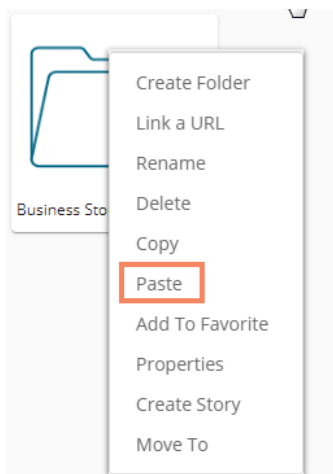 Create Folder
Link a URL
Rename
Delete
Business Sto
Copy
Paste
Add To Favorite
Properties
Create Story
Move To